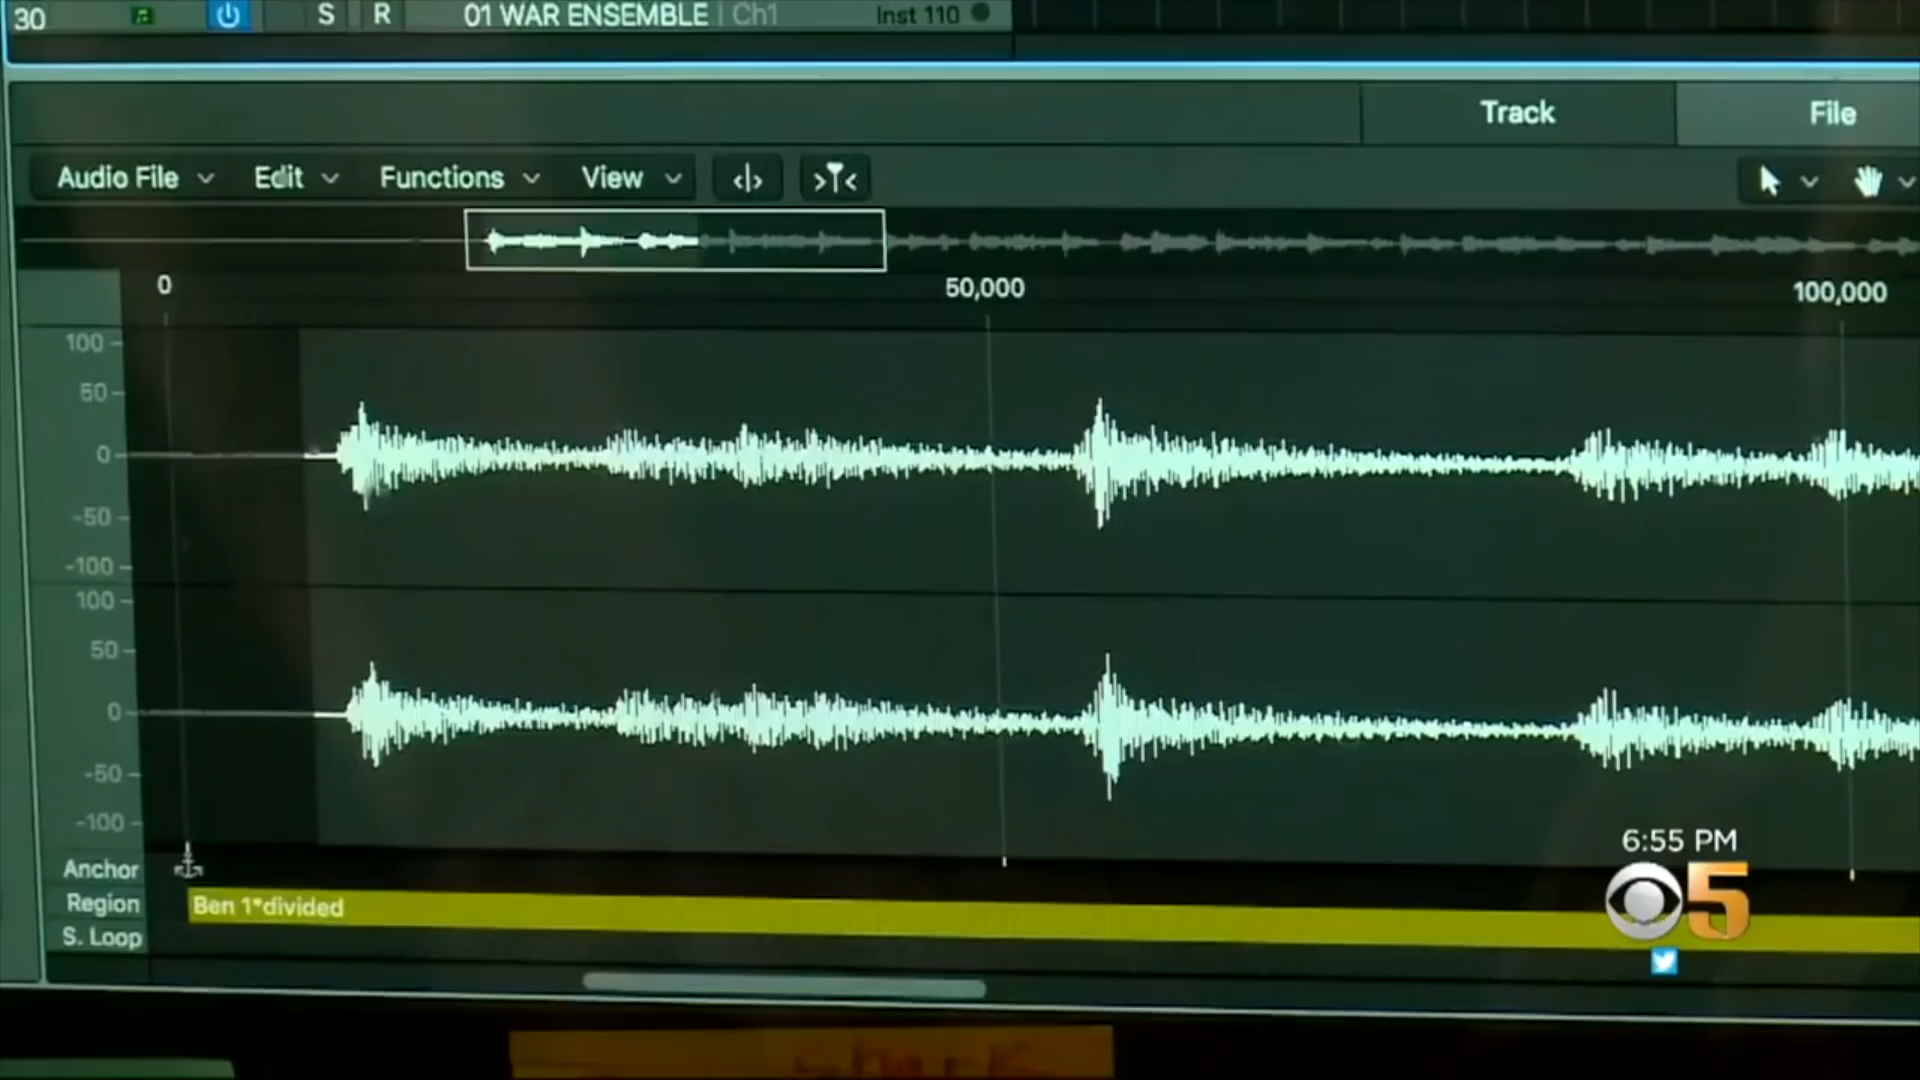 30 S R 01 WAR ENSEMBLE | Ch1 Inst 110
Track File
Audio File Edit Functions View
0 50,000 100,000
100
50
0
-50
-100
100
50
0
-50
-100
6:55 PM
5
Anchor
Region Ben 1*divided
S. Loop
Shark